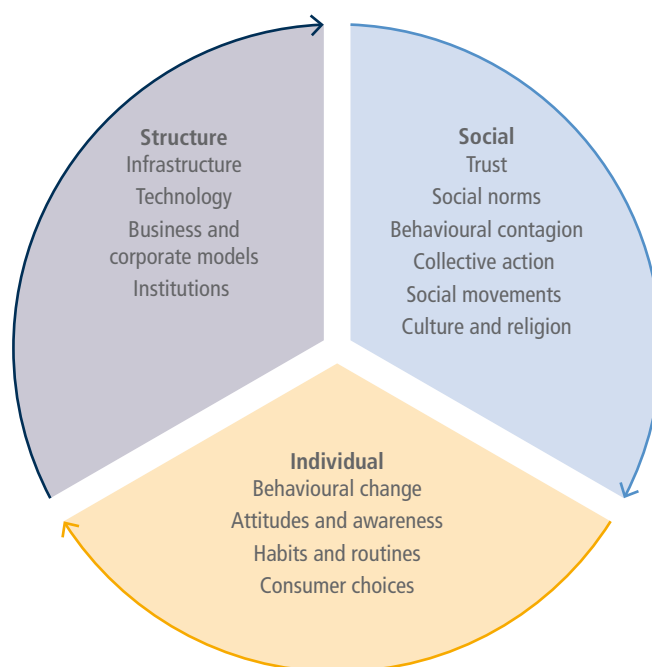 Structure
Infrastructure
Technology
Business and
corporate models
Institutions
Social
Trust
Social norms
Behavioural contagion
Collective action
Social movements
Culture and religion
Individual
Behavioural change
Attitudes and awareness
Habits and routines
Consumer choices